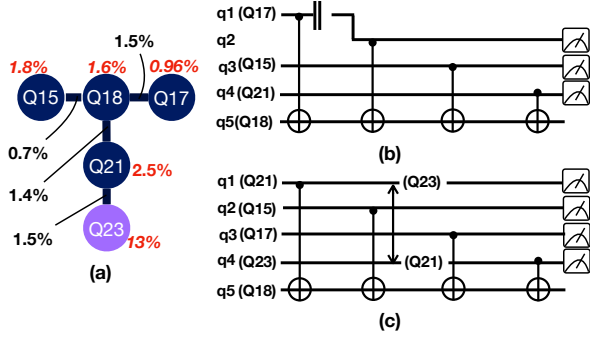 1.8%
1.6%
1.5%
0.96%
Q15
Q18
Q17
0.7%
1.4%
Q21
2.5%
1.5%
Q23
13%
(a)
q1 (Q17)
q2
q3(Q15)
q4 (Q21)
q5(Q18)
(b)
q1 (Q21)
(Q23)
q2 (Q15)
q3 (Q17)
q4 (Q23)
(Q21)
q5 (Q18)
(c)